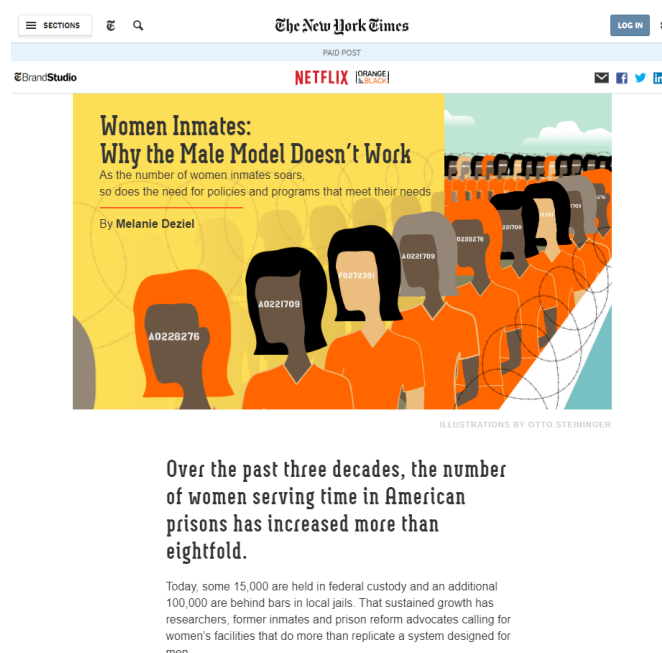 SECTIONS
The New York Times
LOG IN
PAID POST
T BrandStudio
NETFLIX ORANGE IS BLACK
Women Inmates:
Why the Male Model Doesn't Work
As the number of women inmates soars,
so does the need for policies and programs that meet their needs
By Melanie Deziel
A0228276
A0221709
F0272381
A0221709
0228276
0221709
ILLUSTRATIONS BY OTTO STEININGER
Over the past three decades, the number
of women serving time in American
prisons has increased more than
eightfold.
Today, some 15,000 are held in federal custody and an additional
100,000 are behind bars in local jails. That sustained growth has
researchers, former inmates and prison reform advocates calling for
women's facilities that do more than replicate a system designed for
men.